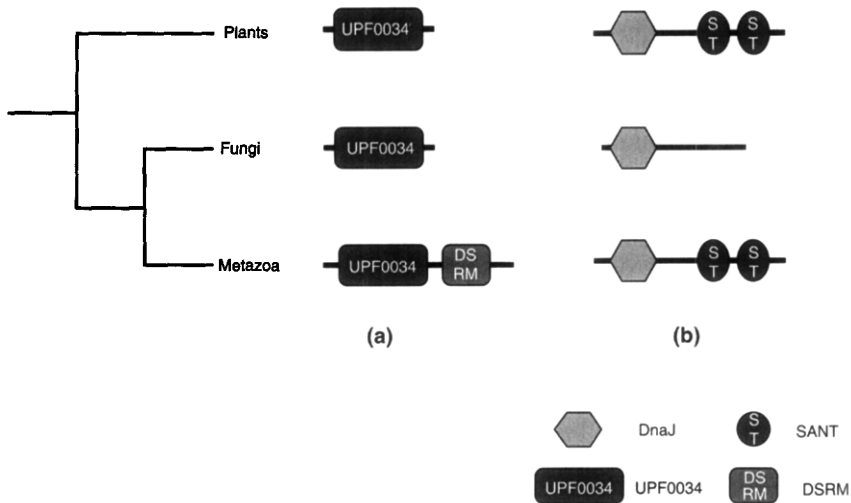 Plants
UPF0034
S T
S T
Fungi
UPF0034
Metazoa
UPF0034
DS RM
S T
S T
(a)
(b)
DnaJ
S T
SANT
UPF0034
UPF0034
DS RM
DSRM